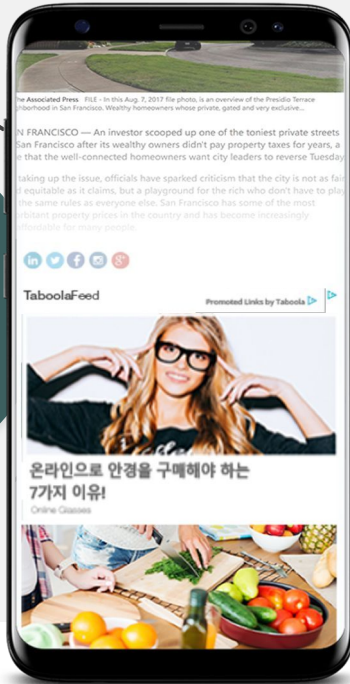 The Associated Press FILE - In this Aug. 7, 2017 file photo, is an overview of the Presidio Terrace
neighborhood in San Francisco. Wealthy homeowners whose private, gated and very exclusive...
N FRANCISCO — An investor scooped up one of the toniest private streets
San Francisco after its wealthy owners didn't pay property taxes for years, a
e that the well-connected homeowners want city leaders to reverse Tuesday
taking up the issue, officials have sparked criticism that the city is not as fair
d equitable as it claims, but a playground for the rich who don't have to play
the same rules as everyone else. San Francisco has some of the most
orbitant property prices in the country and has become increasingly
affordable for many people.
in
f
g+
TaboolaFeed
Promoted Links by Taboola
온라인으로 안경을 구매해야 하는
7가지 이유!
Online Glasses